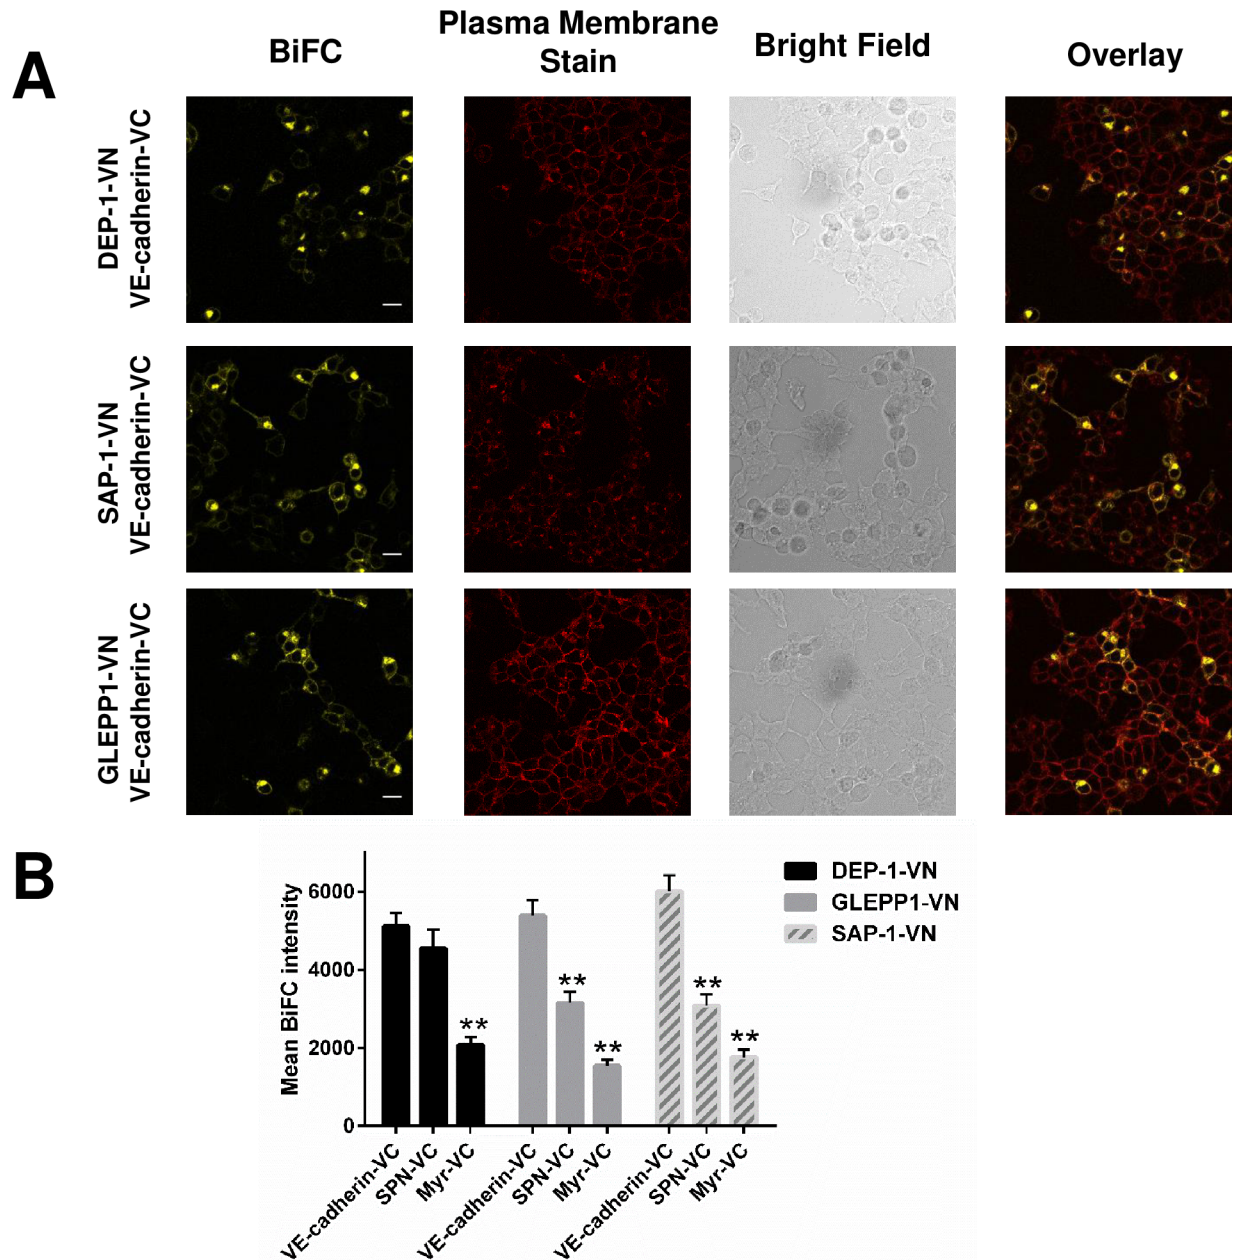 A
BiFC
Plasma Membrane
Stain
Bright Field
Overlay
DEP-1-VN
VE-cadherin-VC
SAP-1-VN
VE-cadherin-VC
GLEPP1-VN
VE-cadherin-VC
B
Mean BiFC intensity
6000
4000
2000
0
**
**
**
**
**
DEP-1-VN
GLEPP1-VN
SAP-1-VN
VE-cadherin-VC
SPN-VC
Myr-VC
VE-cadherin-VC
SPN-VC
Myr-VC
VE-cadherin-VC
SPN-VC
Myr-VC